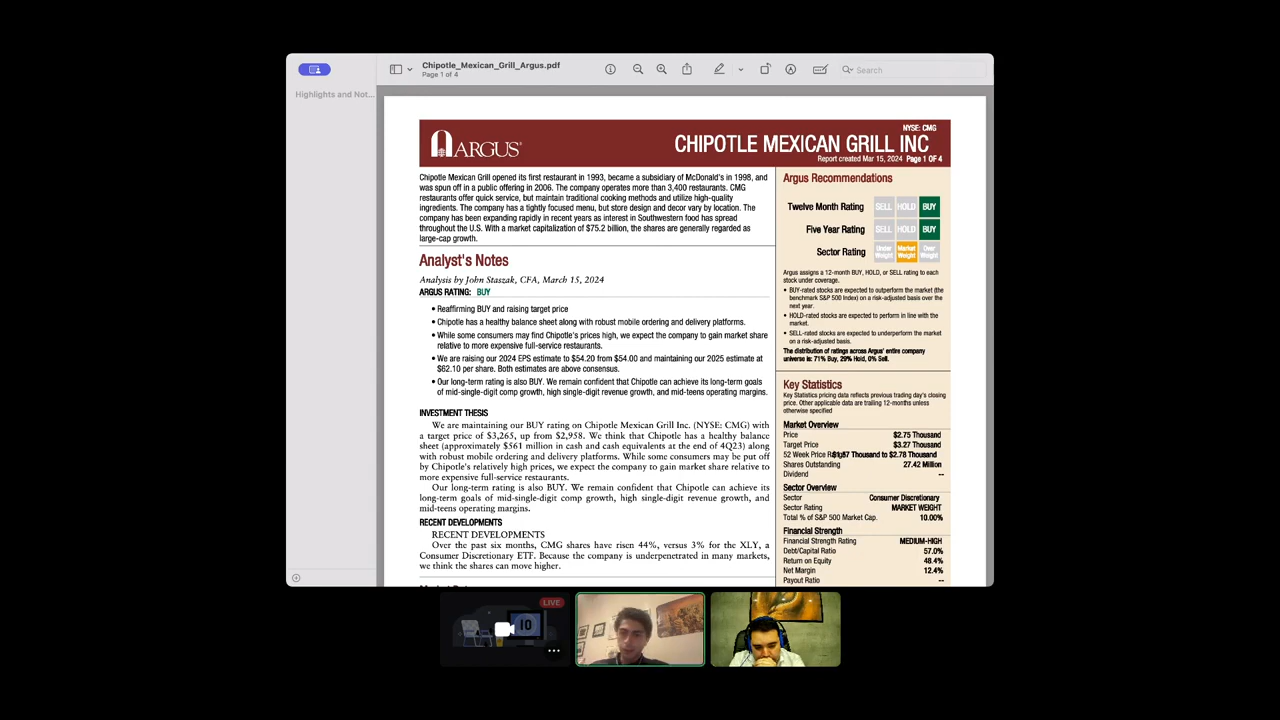 Chipotle_Mexican_Grill_Argus.pdf
Page 1 of 4
Search
Highlights and Not...
ARGUS
NYSE: CMG
CHIPOTLE MEXICAN GRILL INC
Report created Mar 15, 2024 Page 1 OF 4
Chipotle Mexican Grill opened its first restaurant in 1993, became a subsidiary of McDonald's in 1998, and
was spun off in a public offering in 2006. The company operates more than 3,400 restaurants. CMG
restaurants offer quick service, but maintain traditional cooking methods and utilize high-quality
ingredients. The company has a tightly focused menu, but store design and decor vary by location. The
company has been expanding rapidly in recent years as interest in Southwestern food has spread
throughout the U.S. With a market capitalization of $75.2 billion, the shares are generally regarded as
large-cap growth.
Analyst's Notes
Analysis by John Staszak, CFA, March 15, 2024
ARGUS RATING: BUY
• Reaffirming BUY and raising target price
• Chipotle has a healthy balance sheet along with robust mobile ordering and delivery platforms.
• While some consumers may find Chipotle's prices high, we expect the company to gain market share
relative to more expensive full-service restaurants.
• We are raising our 2024 EPS estimate to $54.20 from $54.00 and maintaining our 2025 estimate at
$62.10 per share. Both estimates are above consensus.
• Our long-term rating is also BUY. We remain confident that Chipotle can achieve its long-term goals
of mid-single-digit comp growth, high single-digit revenue growth, and mid-teens operating margins.
INVESTMENT THESIS
We are maintaining our BUY rating on Chipotle Mexican Grill Inc. (NYSE: CMG) with
a target price of $3,265, up from $2,958. We think that Chipotle has a healthy balance
sheet (approximately $561 million in cash and cash equivalents at the end of 4Q23) along
with robust mobile ordering and delivery platforms. While some consumers may be put off
by Chipotle's relatively high prices, we expect the company to gain market share relative to
more expensive full-service restaurants.
Our long-term rating is also BUY. We remain confident that Chipotle can achieve its
long-term goals of mid-single-digit comp growth, high single-digit revenue growth, and
mid-teens operating margins.
RECENT DEVELOPMENTS
RECENT DEVELOPMENTS
Over the past six months, CMG shares have risen 44%, versus 3% for the XLY, a
Consumer Discretionary ETF. Because the company is underpenetrated in many markets,
we think the shares can move higher.
Argus Recommendations
Twelve Month Rating SELL HOLD BUY
Five Year Rating SELL HOLD BUY
Sector Rating Under Weight Market Weight Over Weight
Argus assigns a 12-month BUY, HOLD, or SELL rating to each
stock under coverage.
• BUY-rated stocks are expected to outperform the market (the
benchmark S&P 500 Index) on a risk-adjusted basis over the
next year.
• HOLD-rated stocks are expected to perform in line with the
market.
• SELL-rated stocks are expected to underperform the market
on a risk-adjusted basis.
The distribution of ratings across Argus' entire company
universe is: 71% Buy, 29% Hold, 0% Sell.
Key Statistics
Key Statistics pricing data reflects previous trading day's closing
price. Other applicable data are trailing 12-months unless
otherwise specified
Market Overview
Price $2.75 Thousand
Target Price $3.27 Thousand
52 Week Price Thousand to $2.78 Thousand
Shares Outstanding 27.42 Million
Dividend --
Sector Overview
Sector Consumer Discretionary
Sector Rating MARKET WEIGHT
Total % of S&P 500 Market Cap. 10.00%
Financial Strength
Financial Strength Rating MEDIUM-HIGH
Debt/Capital Ratio 57.0%
Return on Equity 48.4%
Net Margin 12.4%
Payout Ratio --
LIVE
10